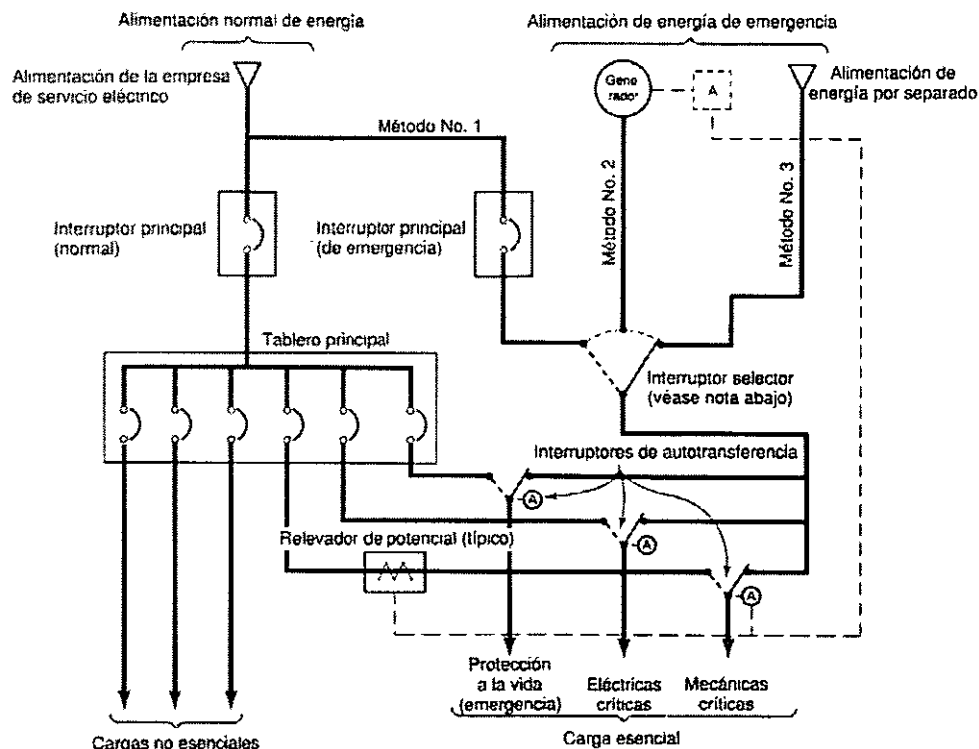 Alimentación normal de energía
Alimentación de energía de emergencia
Alimentación de la empresa
de servicio eléctrico
Gene
rador
A
Alimentación de
energía por separado
Método No. 1
Método No. 2
Método No. 3
Interruptor principal
(normal)
Interruptor principal
(de emergencia)
Tablero principal
Interruptor selector
(véase nota abajo)
Interruptores de autotransferencia
A
A
Relevador de potencial (típico)
A
Protección
a la vida
(emergencia)
Eléctricas
críticas
Mecánicas
críticas
Cargas no esenciales
Carga esencial